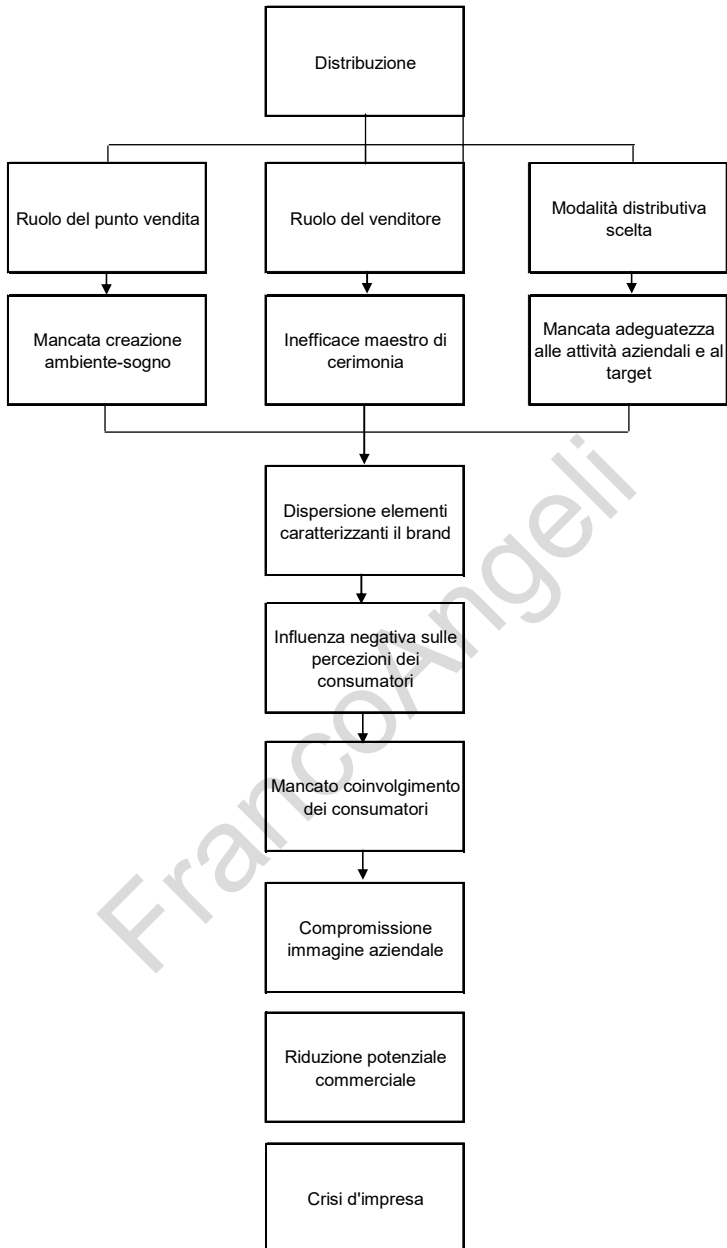 Distribuzione
Ruolo del punto vendita
Ruolo del venditore
Modalità distributiva
scelta
Mancata creazione
ambiente-sogno
Inefficace maestro di
cerimonia
Mancata adeguatezza
alle attività aziendali e al
target
Dispersione elementi
caratterizzanti il brand
Influenza negativa sulle
percezioni dei
consumatori
Mancato coinvolgimento
dei consumatori
Compromissione
immagine aziendale
Riduzione potenziale
commerciale
Crisi d'impresa
FrancoAngeli